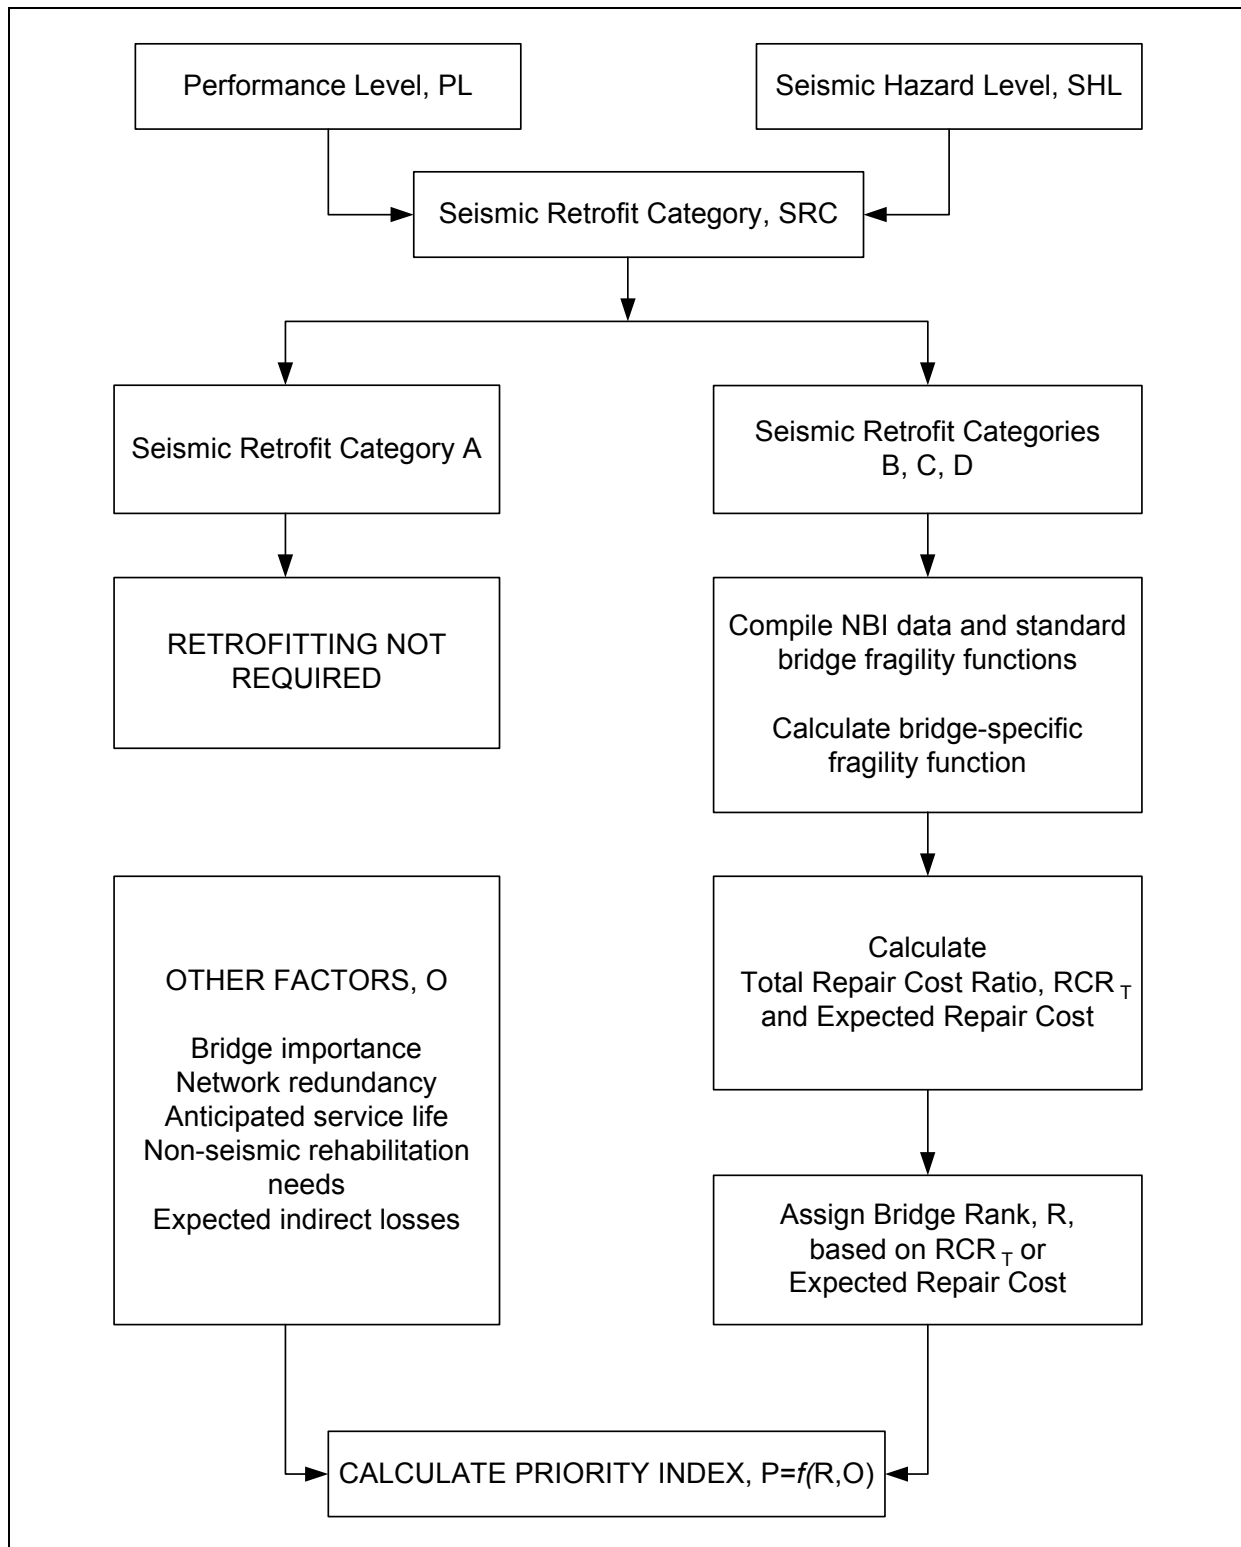 Performance Level, PL
Seismic Hazard Level, SHL
Seismic Retrofit Category, SRC
Seismic Retrofit Category A
Seismic Retrofit Categories
B, C, D
RETROFITTING NOT
REQUIRED
Compile NBI data and standard
bridge fragility functions
Calculate bridge-specific
fragility function
OTHER FACTORS, O
Bridge importance
Network redundancy
Anticipated service life
Non-seismic rehabilitation
needs
Expected indirect losses
Calculate
Total Repair Cost Ratio, RCR T
and Expected Repair Cost
Assign Bridge Rank, R,
based on RCR T or
Expected Repair Cost
CALCULATE PRIORITY INDEX, P=f(R,O)